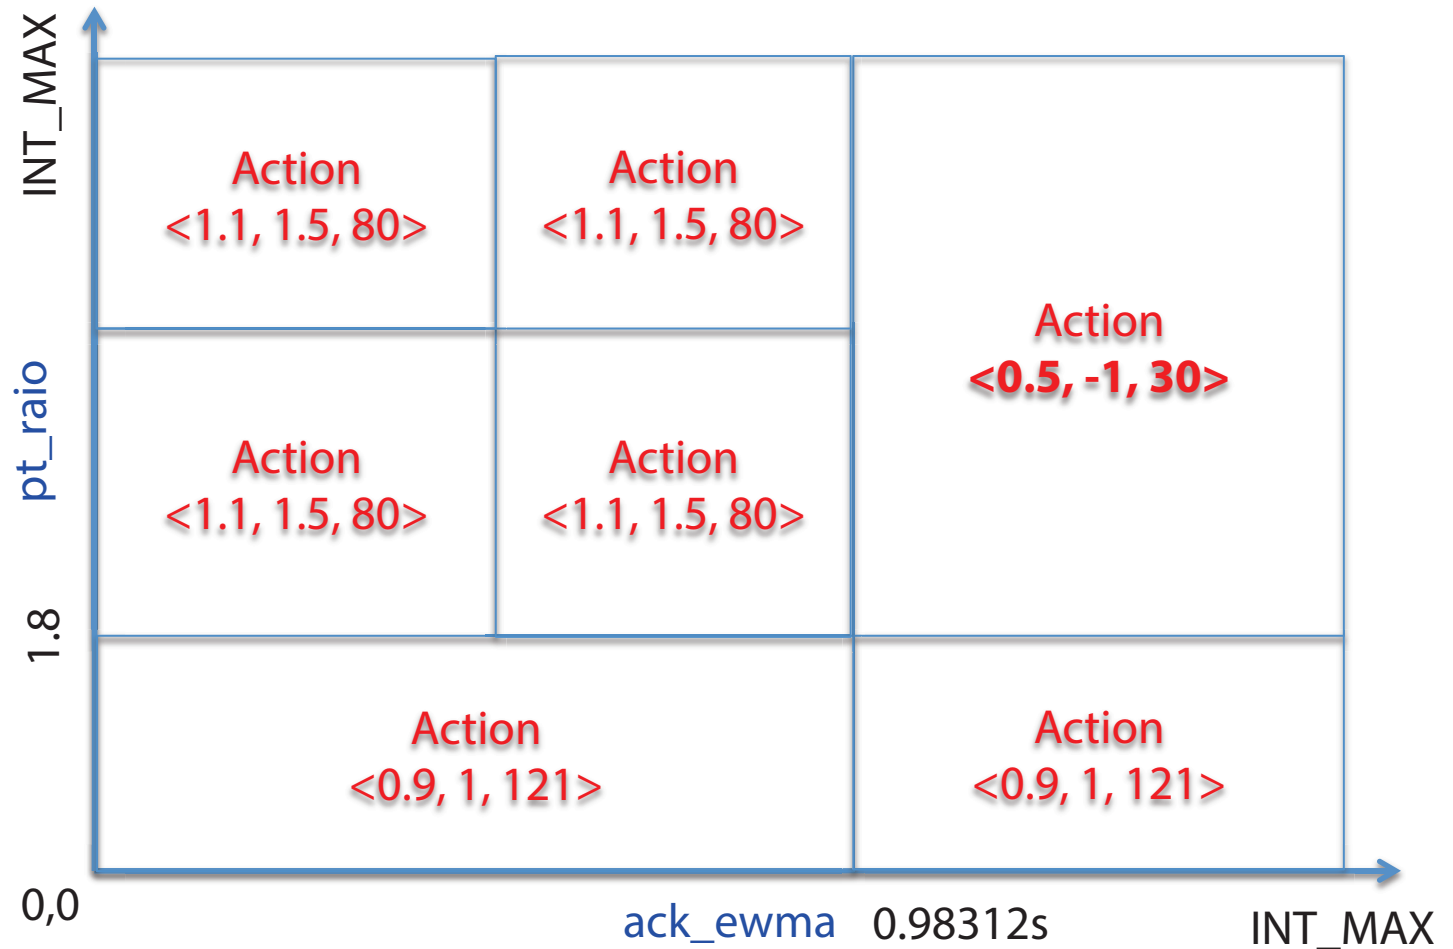 INT_MAX
Action
<1.1, 1.5, 80>
Action
<1.1, 1.5, 80>
Action
<0.5, -1, 30>
pt_raio
Action
<1.1, 1.5, 80>
Action
<1.1, 1.5, 80>
1.8
Action
<0.9, 1, 121>
Action
<0.9, 1, 121>
0,0
ack_ewma
0.98312s
INT_MAX